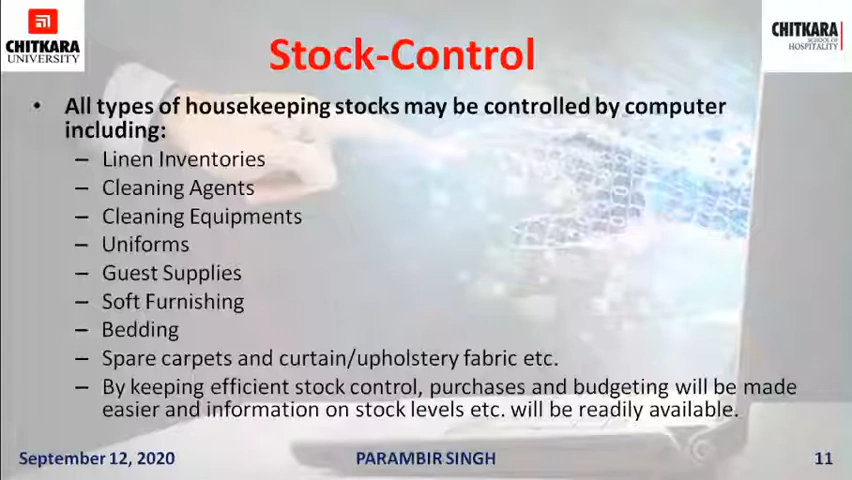 CHITKARA
UNIVERSITY
CHITKARA
SCHOOL OF
HOSPITALITY
Stock-Control
• All types of housekeeping stocks may be controlled by computer
including:
– Linen Inventories
– Cleaning Agents
– Cleaning Equipments
– Uniforms
– Guest Supplies
– Soft Furnishing
– Bedding
– Spare carpets and curtain/upholstery fabric etc.
– By keeping efficient stock control, purchases and budgeting will be made
easier and information on stock levels etc. will be readily available.
September 12, 2020
PARAMBIR SINGH
11